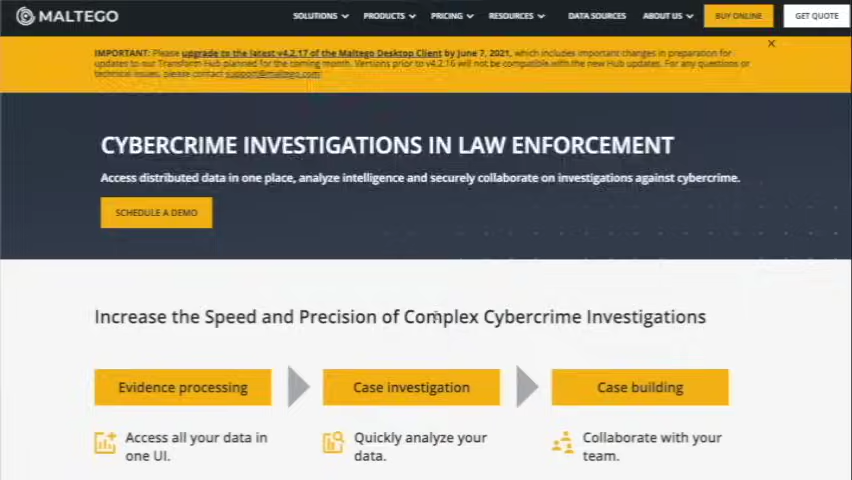 MALTEGO
SOLUTIONS PRODUCTS PRICING RESOURCES DATA SOURCES ABOUT US BUY ONLINE GET QUOTE
IMPORTANT: Please upgrade to the latest v4.2.17 of the Maltego Desktop Client by June 7, 2021, which includes important changes in preparation for
updates to our Transform Hub planned for the coming month. Versions prior to v4.2.16 will not be compatible with the new Hub updates. For any questions or
technical issues, please contact support@maltego.com.
CYBERCRIME INVESTIGATIONS IN LAW ENFORCEMENT
Access distributed data in one place, analyze intelligence and securely collaborate on investigations against cybercrime.
SCHEDULE A DEMO
Increase the Speed and Precision of Complex Cybercrime Investigations
Evidence processing
Case investigation
Case building
Access all your data in
one UI.
Quickly analyze your
data.
Collaborate with your
team.